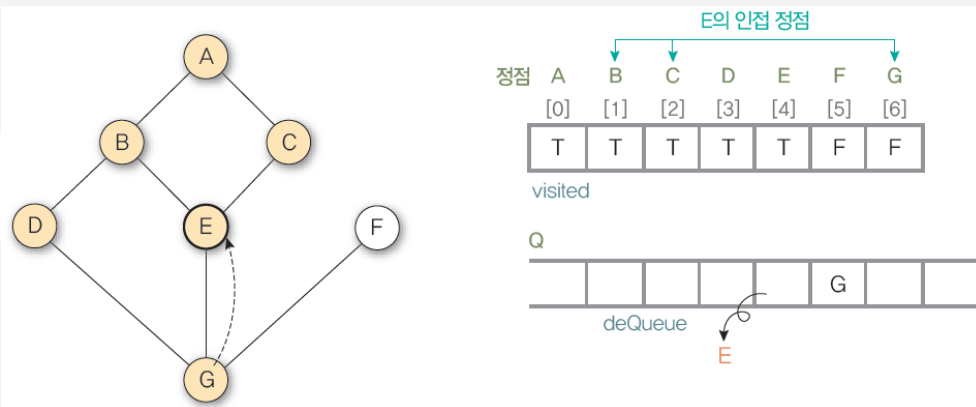 E의 인접 정점
정점 A B C D E F G
[0] [1] [2] [3] [4] [5] [6]
T T T T T F F
visited
Q
G
deQueue
E
A
B
C
D
E
F
G